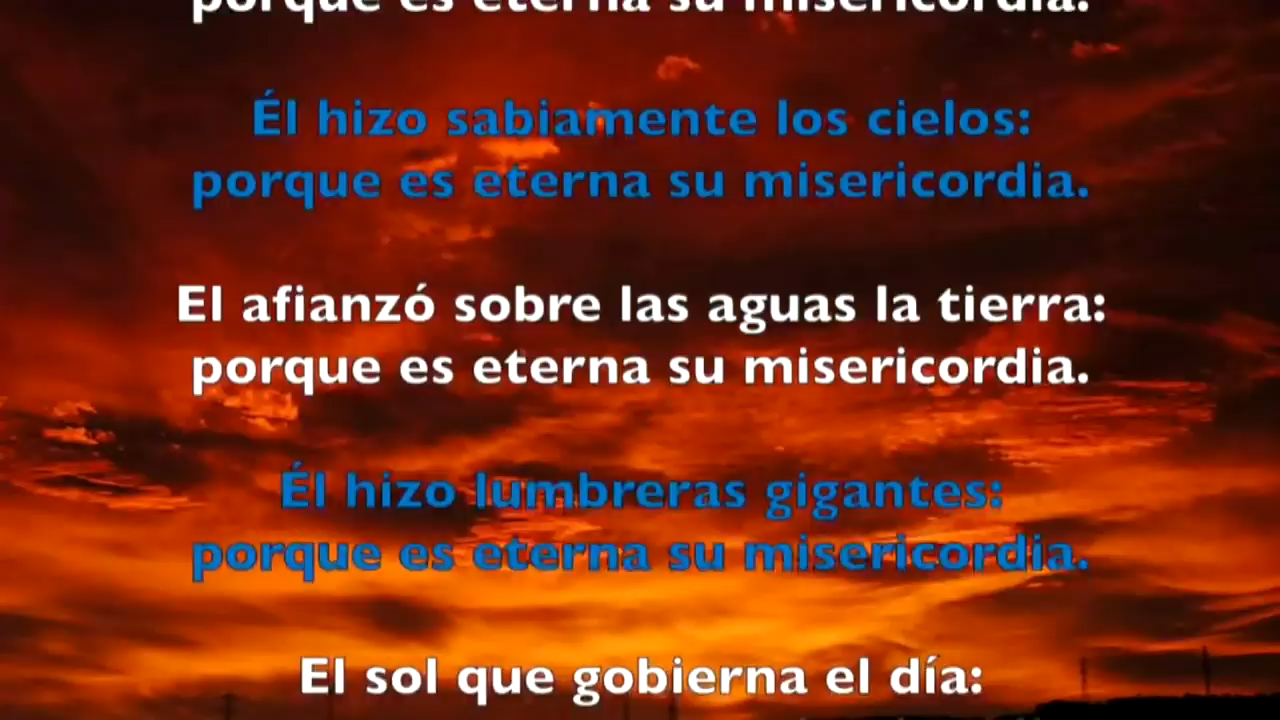 porque es eterna su misericordia.
Él hizo sabiamente los cielos:
porque es eterna su misericordia.
El afianzó sobre las aguas la tierra:
porque es eterna su misericordia.
Él hizo lumbreras gigantes:
porque es eterna su misericordia.
El sol que gobierna el día: